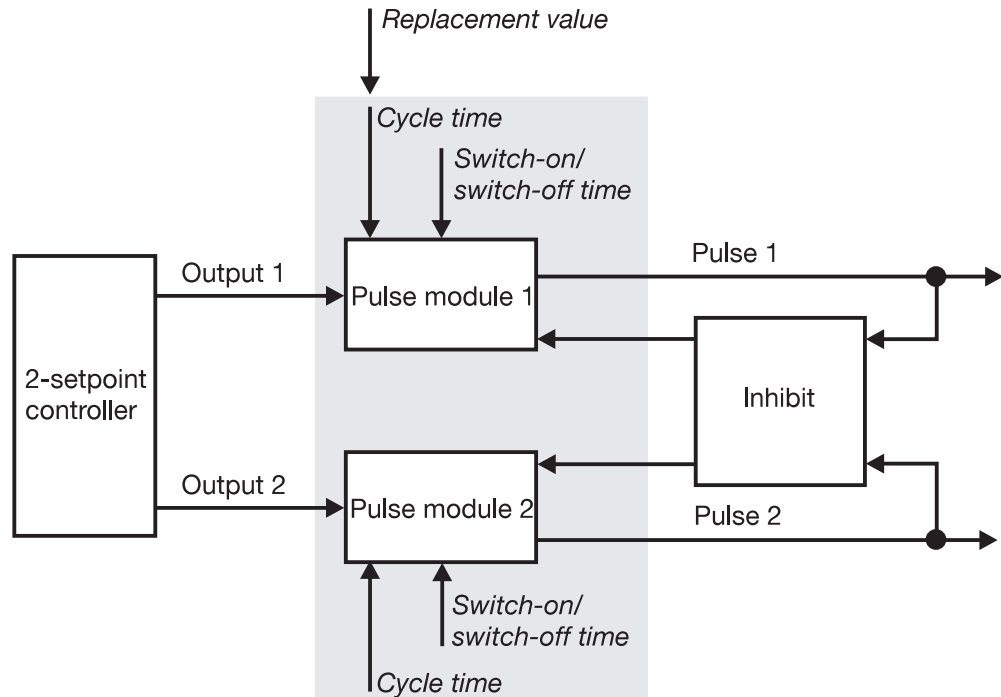 Replacement value
Cycle time
Switch-on/
switch-off time
Output 1
Pulse module 1
Pulse 1
2-setpoint
controller
Inhibit
Output 2
Pulse module 2
Pulse 2
Switch-on/
switch-off time
Cycle time